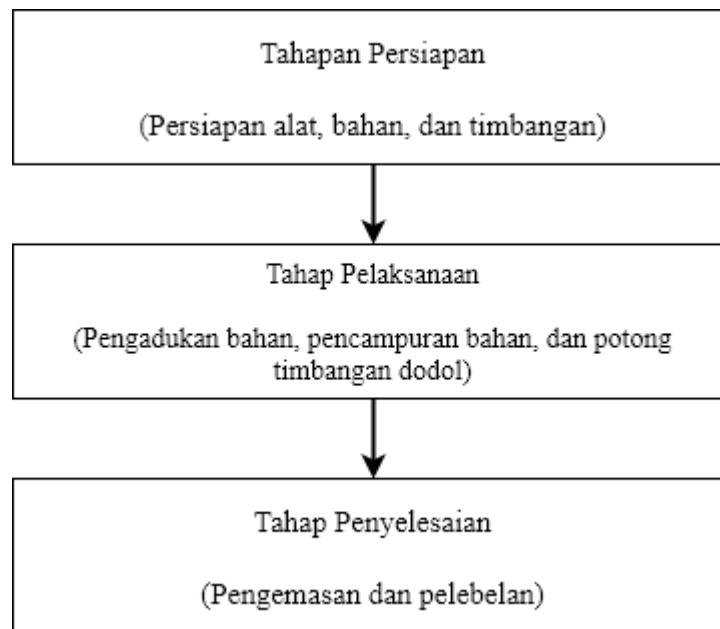 Tahapan Persiapan
(Persiapan alat, bahan, dan timbangan)
Tahap Pelaksanaan
(Pengadukan bahan, pencampuran bahan, dan potong
timbangan dodol)
Tahap Penyelesaian
(Pengemasan dan pelebelan)